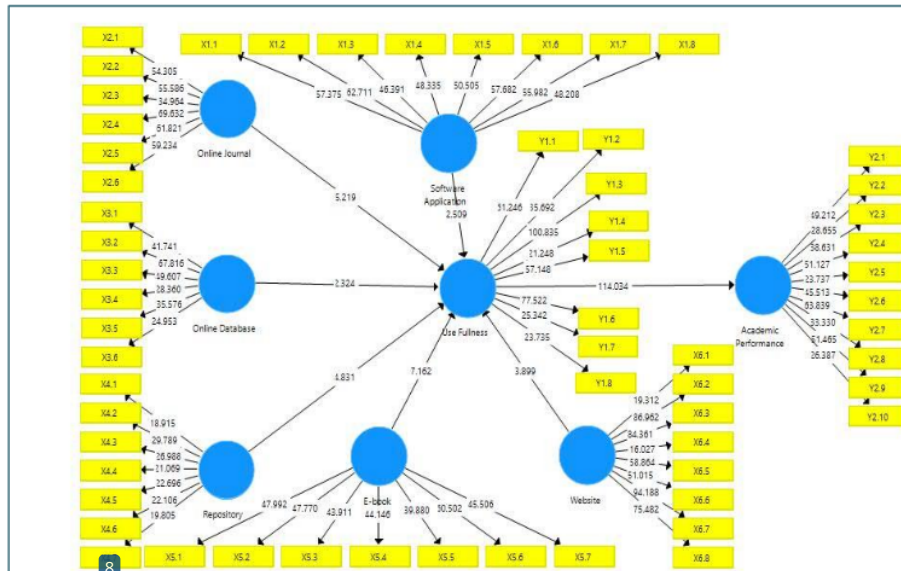 X2.1
X2.2
X2.3
X2.4
X2.5
X2.6
54.305
55.586
34.964
69.632
61.821
59.234
Online Journal
X1.1
X1.2
X1.3
X1.4
X1.5
X1.6
X1.7
X1.8
57.375
62.711
46.391
48.335
50.505
57.682
55.982
48.208
Software
Application
5.219
2.509
X3.1
X3.2
X3.3
X3.4
X3.5
X3.6
41.741
67.816
49.607
28.360
35.576
24.953
Online Database
2.324
Y1.1
Y1.2
Y1.3
Y1.4
Y1.5
Y1.6
Y1.7
Y1.8
31.246
35.692
100.835
21.248
57.148
77.522
25.342
23.735
Use Fullness
114.034
Y2.1
Y2.2
Y2.3
Y2.4
Y2.5
Y2.6
Y2.7
Y2.8
Y2.9
Y2.10
49.212
28.655
38.631
51.127
23.737
45.513
63.839
33.330
51.465
26.387
Academic
Performance
X4.1
X4.2
X4.3
X4.4
X4.5
X4.6
18.915
29.789
26.988
21.069
22.696
22.106
19.805
Repository
4.831
7.162
3.899
E-book
47.992
47.770
43.911
44.146
39.880
30.502
45.506
X5.1
X5.2
X5.3
X5.4
X5.5
X5.6
X5.7
Website
X6.1
X6.2
X6.3
X6.4
X6.5
X6.6
X6.7
X6.8
19.312
86.962
84.361
16.027
58.864
51.015
94.188
75.482
8